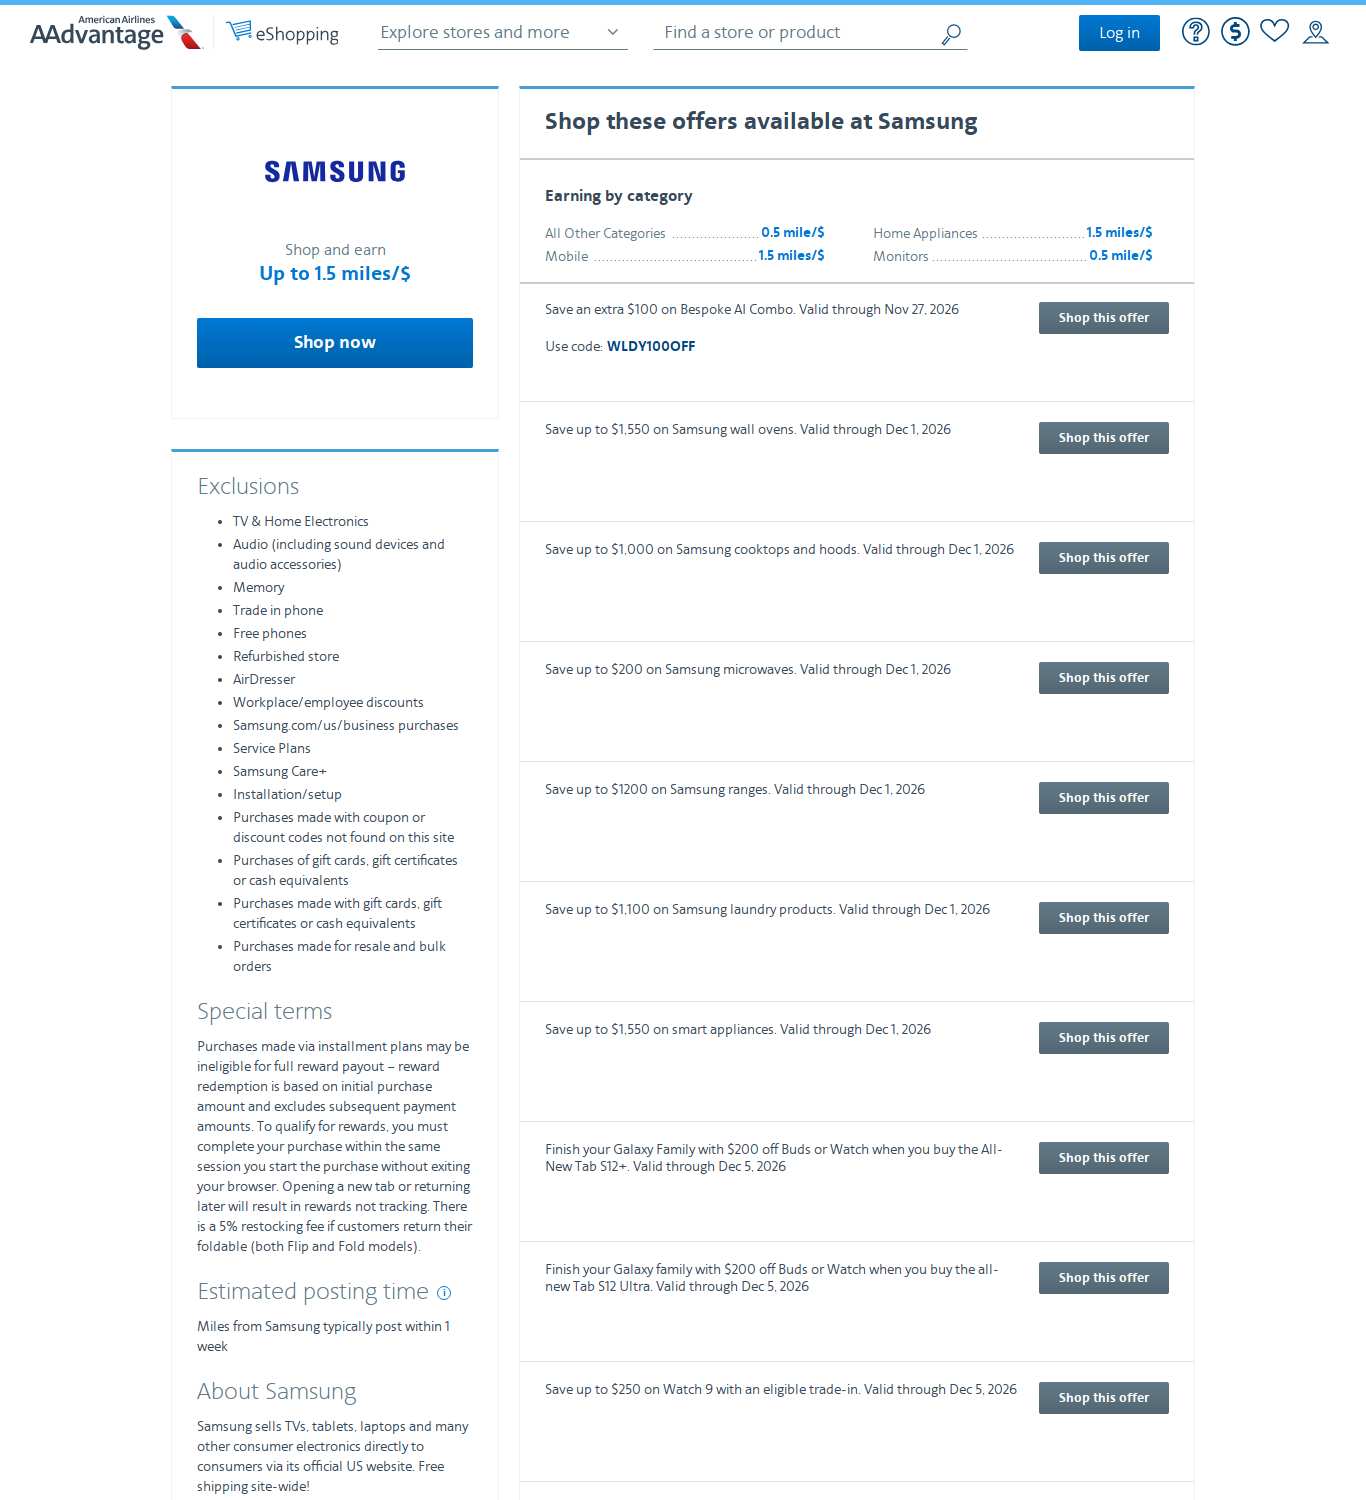 American Airlines
AAdvantage
eShopping
Explore stores and more
Find a store or product
Log in
SAMSUNG
Shop and earn
Up to 1.5 miles/$
Shop now
Exclusions
• TV & Home Electronics
• Audio (including sound devices and
audio accessories)
• Memory
• Trade in phone
• Free phones
• Refurbished store
• AirDresser
• Workplace/employee discounts
• Samsung.com/us/business purchases
• Service Plans
• Samsung Care+
• Installation/setup
• Purchases made with coupon or
discount codes not found on this site
• Purchases of gift cards, gift certificates
or cash equivalents
• Purchases made with gift cards, gift
certificates or cash equivalents
• Purchases made for resale and bulk
orders
Special terms
Purchases made via installment plans may be
ineligible for full reward payout – reward
redemption is based on initial purchase
amount and excludes subsequent payment
amounts. To qualify for rewards, you must
complete your purchase within the same
session you start the purchase without exiting
your browser. Opening a new tab or returning
later will result in rewards not tracking. There
is a 5% restocking fee if customers return their
foldable (both Flip and Fold models).
Estimated posting time
Miles from Samsung typically post within 1
week
About Samsung
Samsung sells TVs, tablets, laptops and many
other consumer electronics directly to
consumers via its official US website. Free
shipping site-wide!
Shop these offers available at Samsung
Earning by category
All Other Categories 0.5 mile/$
Home Appliances 1.5 miles/$
Mobile 1.5 miles/$
Monitors 0.5 mile/$
Save an extra $100 on Bespoke AI Combo. Valid through Nov 27, 2026
Shop this offer
Use code: WLDY100OFF
Save up to $1,550 on Samsung wall ovens. Valid through Dec 1, 2026
Shop this offer
Save up to $1,000 on Samsung cooktops and hoods. Valid through Dec 1, 2026
Shop this offer
Save up to $200 on Samsung microwaves. Valid through Dec 1, 2026
Shop this offer
Save up to $1200 on Samsung ranges. Valid through Dec 1, 2026
Shop this offer
Save up to $1,100 on Samsung laundry products. Valid through Dec 1, 2026
Shop this offer
Save up to $1,550 on smart appliances. Valid through Dec 1, 2026
Shop this offer
Finish your Galaxy Family with $200 off Buds or Watch when you buy the All-
New Tab S12+. Valid through Dec 5, 2026
Shop this offer
Finish your Galaxy family with $200 off Buds or Watch when you buy the all-
new Tab S12 Ultra. Valid through Dec 5, 2026
Shop this offer
Save up to $250 on Watch 9 with an eligible trade-in. Valid through Dec 5, 2026
Shop this offer